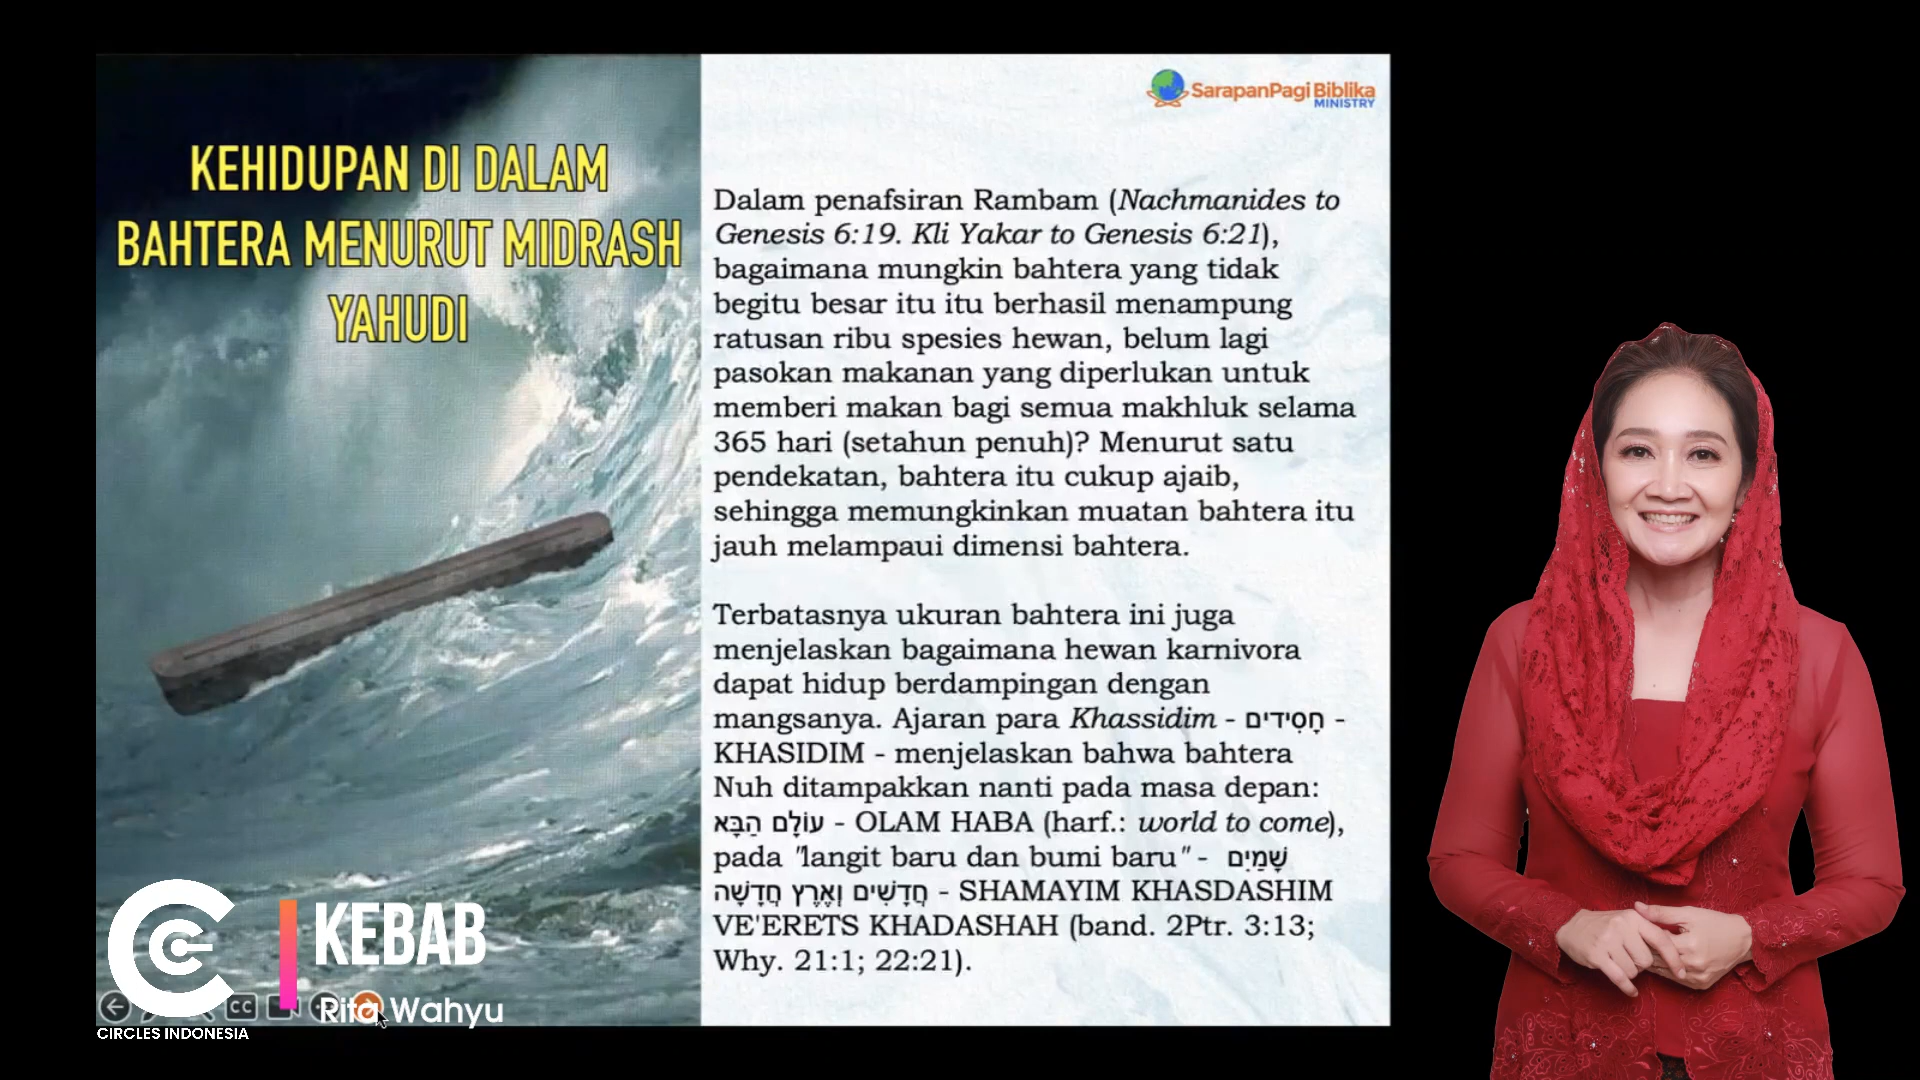 KEHIDUPAN DI DALAM
BAHTERA MENURUT MIDRASH
YAHUDI
SarapanPagi Biblika
MINISTRY
Dalam penafsiran Rambam (Nachmanides to
Genesis 6:19. Kli Yakar to Genesis 6:21),
bagaimana mungkin bahtera yang tidak
begitu besar itu itu berhasil menampung
ratusan ribu spesies hewan, belum lagi
pasokan makanan yang diperlukan untuk
memberi makan bagi semua makhluk selama
365 hari (setahun penuh)? Menurut satu
pendekatan, bahtera itu cukup ajaib,
sehingga memungkinkan muatan bahtera itu
jauh melampaui dimensi bahtera.
Terbatasnya ukuran bahtera ini juga
menjelaskan bagaimana hewan karnivora
dapat hidup berdampingan dengan
mangsanya. Ajaran para Khassidim - חֲסִידִים -
KHASIDIM - menjelaskan bahwa bahtera
Nuh ditampakkan nanti pada masa depan:
עוֹלָם הַבָּא - OLAM HABA (harf.: world to come),
pada "langit baru dan bumi baru" - שָׁמַיִם
חֲדָשִׁים וְאֶרֶץ חֲדָשָׁה - SHAMAYIM KHASDASHIM
VE'ERETS KHADASHAH (band. 2Ptr. 3:13;
Why. 21:1; 22:21).
KEBAB
Rita Wahyu
CC
CIRCLES INDONESIA